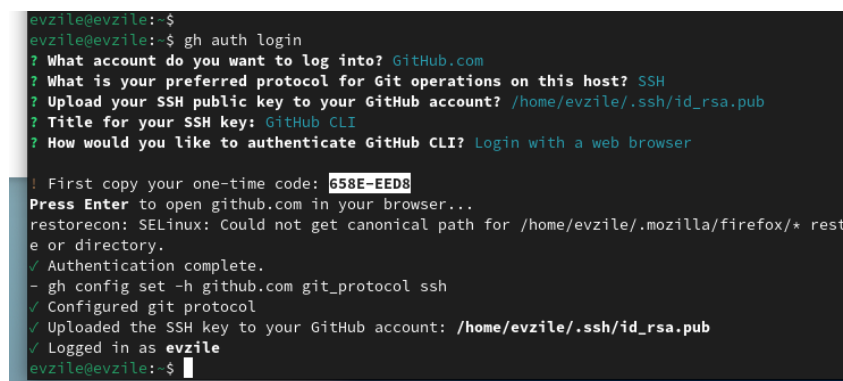 evzile@evzile:~$
evzile@evzile:~$ gh auth login
? What account do you want to log into? GitHub.com
? What is your preferred protocol for Git operations on this host? SSH
? Upload your SSH public key to your GitHub account? /home/evzile/.ssh/id_rsa.pub
? Title for your SSH key: GitHub CLI
? How would you like to authenticate GitHub CLI? Login with a web browser
! First copy your one-time code: 658E-EED8
Press Enter to open github.com in your browser...
restorecon: SELinux: Could not get canonical path for /home/evzile/.mozilla/firefox/* rest
e or directory.
✓ Authentication complete.
- gh config set -h github.com git_protocol ssh
✓ Configured git protocol
✓ Uploaded the SSH key to your GitHub account: /home/evzile/.ssh/id_rsa.pub
✓ Logged in as evzile
evzile@evzile:~$